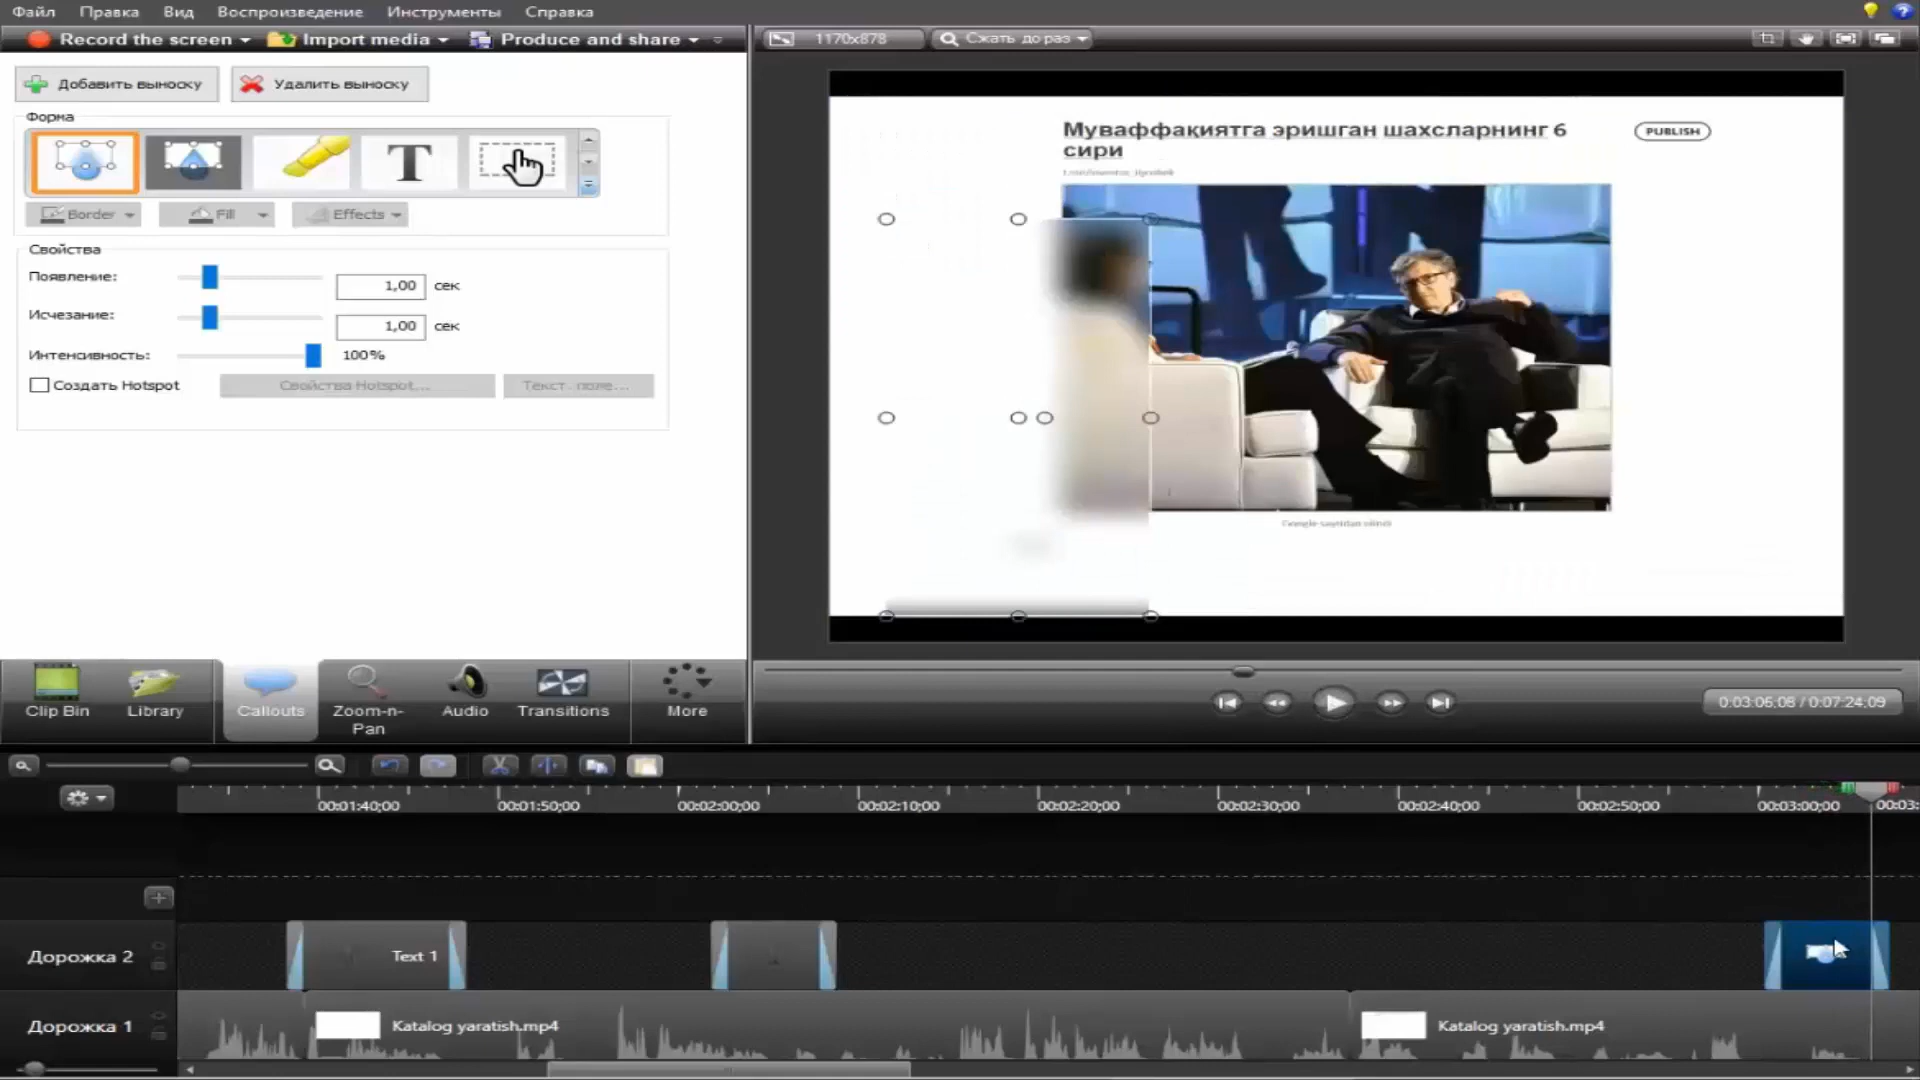 Файл Правка Вид Воспроизведение Инструменты Справка
Record the screen Import media Produce and share
1170x878 Сжать до раз
Добавить выноску Удалить выноску
Форма
T
Border Fill Effects
Свойства
Появление: 1,00 сек
Исчезание: 1,00 сек
Интенсивность: 100%
Создать Hotspot Свойства Hotspot... Текст. поле...
Муваффақиятга эришган шахсларнинг 6
сири
PUBLISH
Clip Bin Library Callouts Zoom-n-
Pan Audio Transitions More
0:03:06,06 / 0:07:24,09
00:01:40;00 00:01:50;00 00:02:00;00 00:02:10;00 00:02:20;00 00:02:30;00 00:02:40;00 00:02:50;00 00:03:00;00 00:03:
Дорожка 2 Text 1
Дорожка 1 Katalog yaratish.mp4 Katalog yaratish.mp4